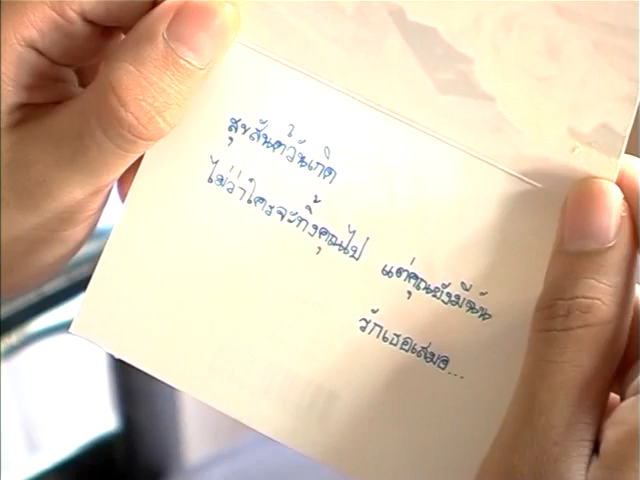 สุขสันต์วันเกิด
ไม่ว่าใครจะทิ้งคุณไป แต่คุณยังมีฉัน
รักเธอเสมอ...